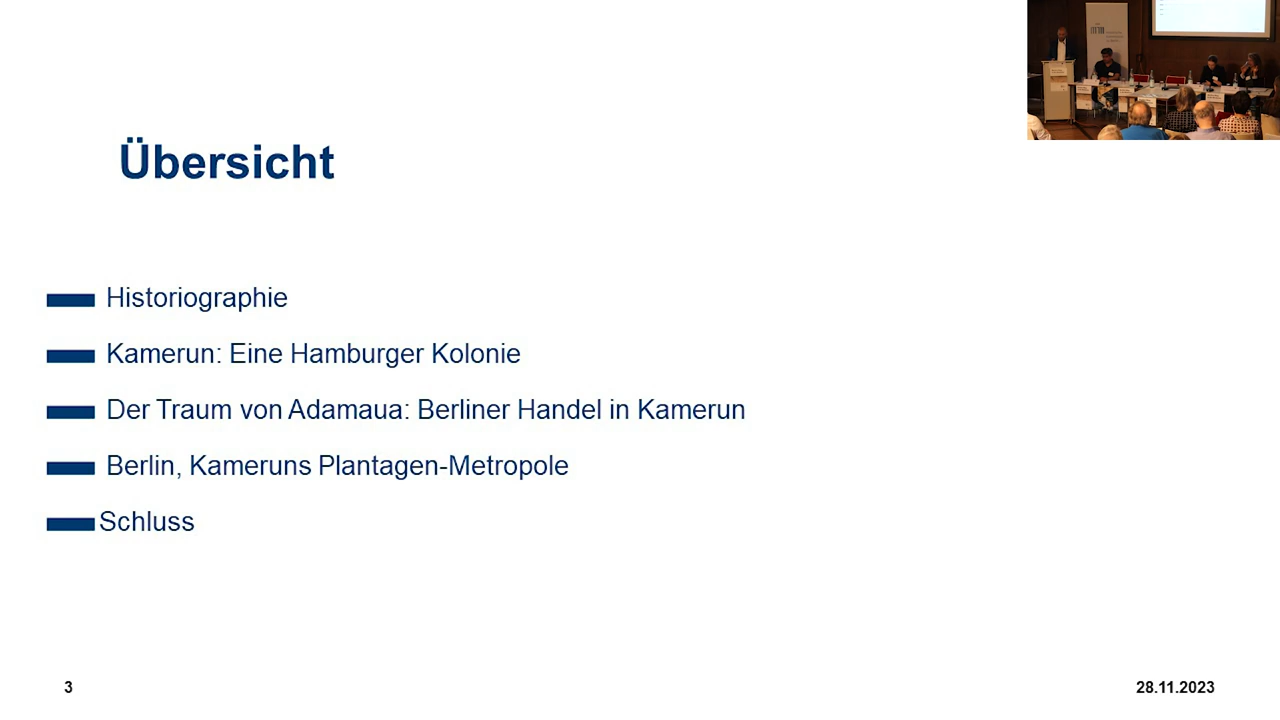 Übersicht
Historiographie
Kamerun: Eine Hamburger Kolonie
Der Traum von Adamaua: Berliner Handel in Kamerun
Berlin, Kameruns Plantagen-Metropole
Schluss
3
28.11.2023